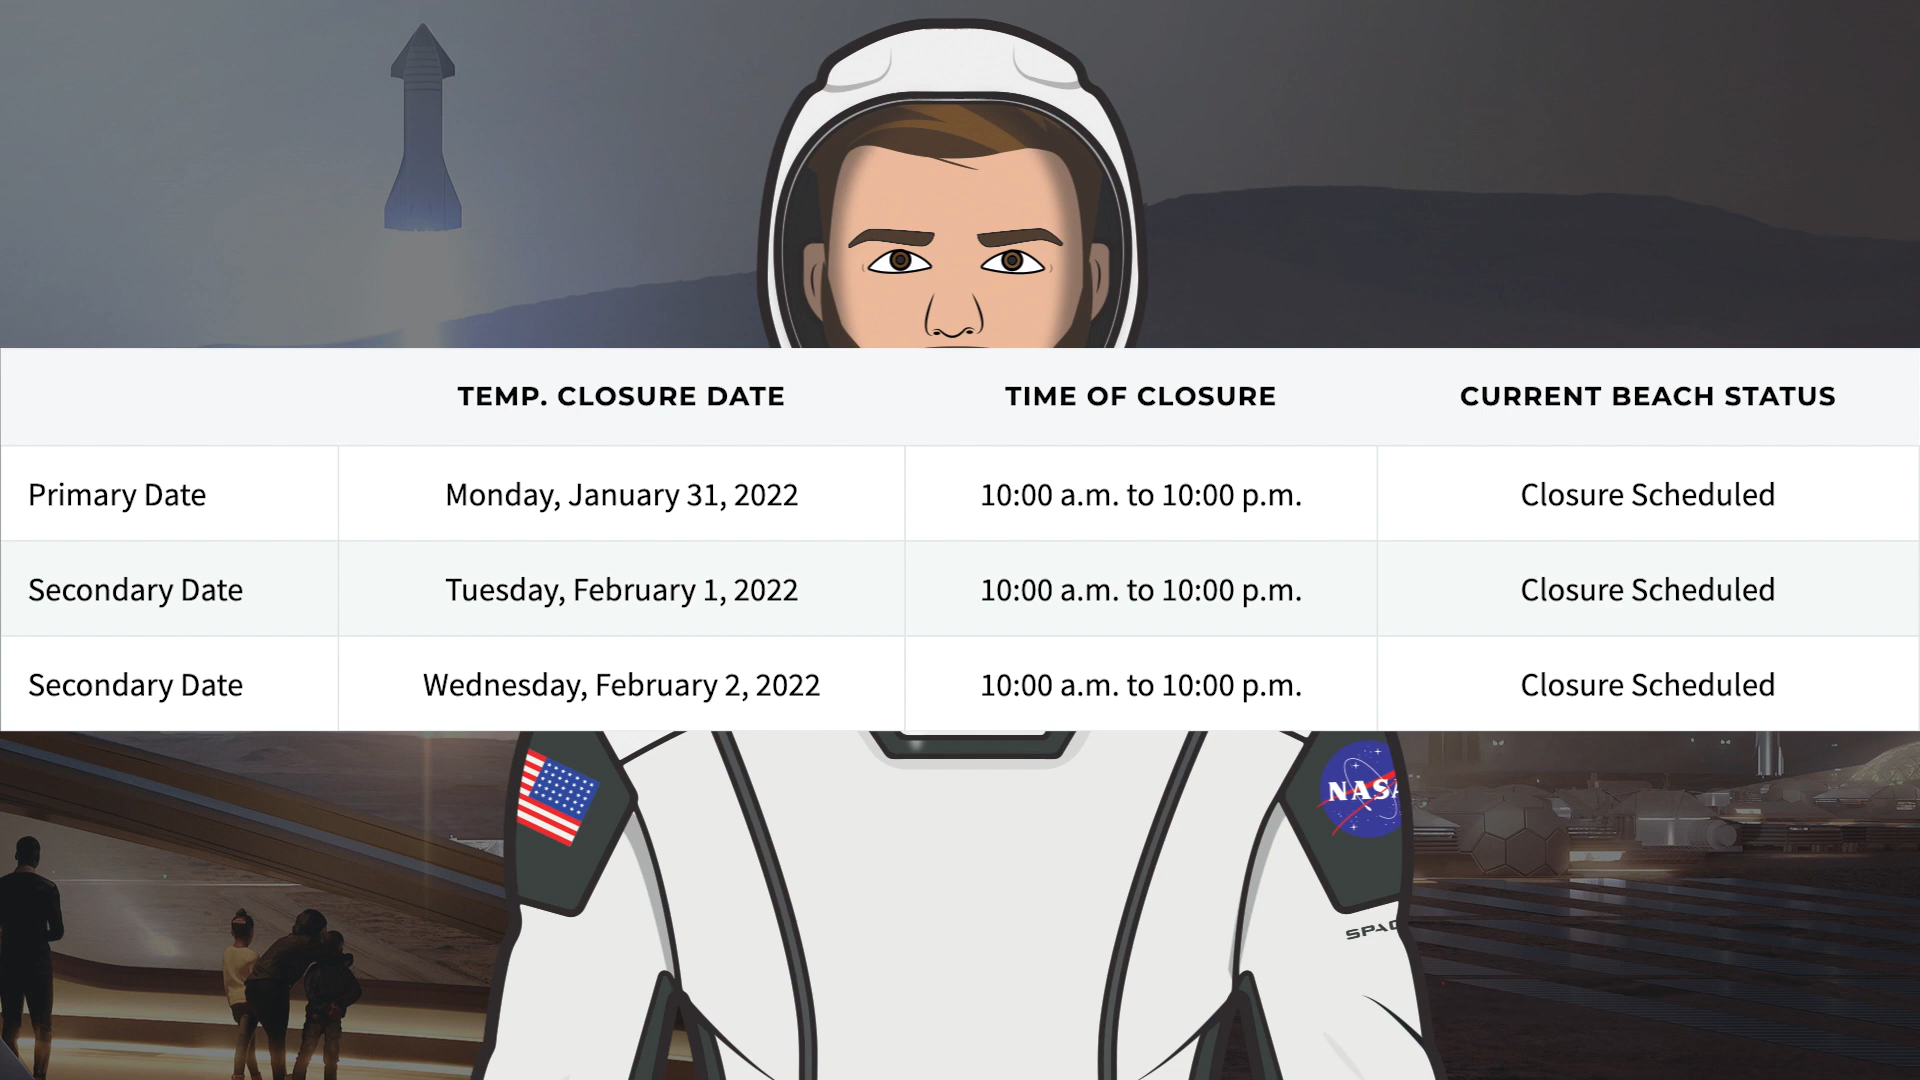 TEMP. CLOSURE DATE TIME OF CLOSURE CURRENT BEACH STATUS
Primary Date Monday, January 31, 2022 10:00 a.m. to 10:00 p.m. Closure Scheduled
Secondary Date Tuesday, February 1, 2022 10:00 a.m. to 10:00 p.m. Closure Scheduled
Secondary Date Wednesday, February 2, 2022 10:00 a.m. to 10:00 p.m. Closure Scheduled
NASA
SPAC